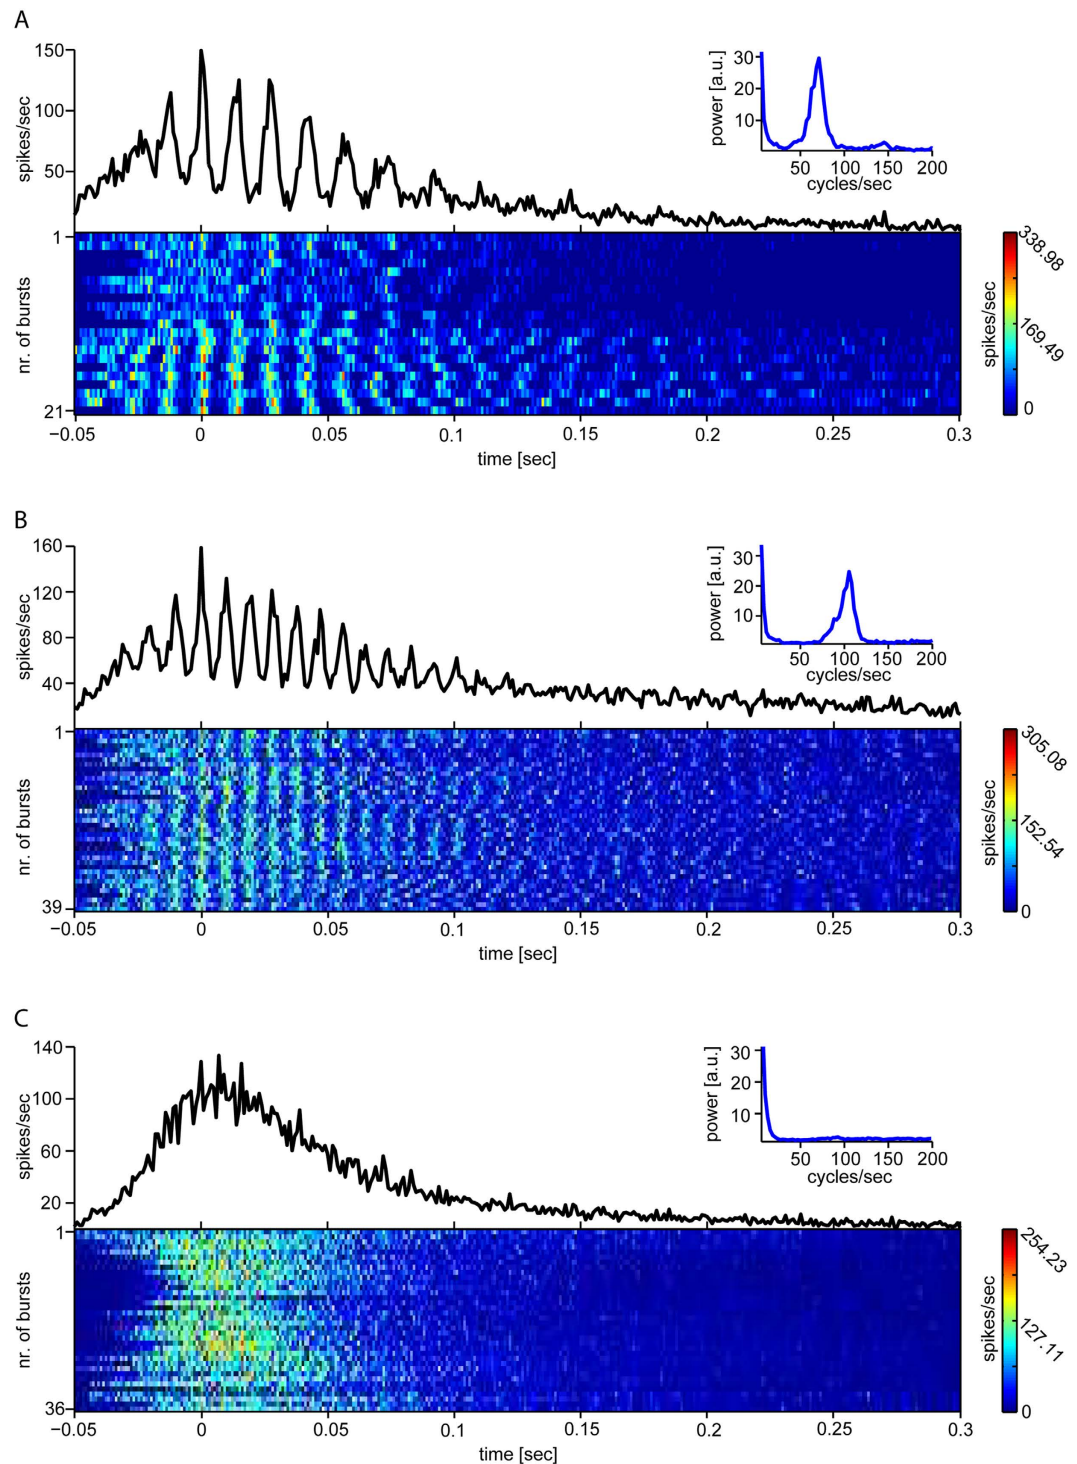 A
150
100
50
spikes/sec
30
20
10
power [a.u.]
50 100 150 200
cycles/sec
1
21
nr. of bursts
338.98
169.49
0
spikes/sec
−0.05 0 0.05 0.1 0.15 0.2 0.25 0.3
time [sec]
B
160
120
80
40
spikes/sec
30
20
10
power [a.u.]
50 100 150 200
cycles/sec
1
39
nr. of bursts
305.08
152.54
0
spikes/sec
−0.05 0 0.05 0.1 0.15 0.2 0.25 0.3
time [sec]
C
140
100
60
20
spikes/sec
30
20
10
power [a.u.]
50 100 150 200
cycles/sec
1
36
nr. of bursts
254.23
127.11
0
spikes/sec
−0.05 0 0.05 0.1 0.15 0.2 0.25 0.3
time [sec]